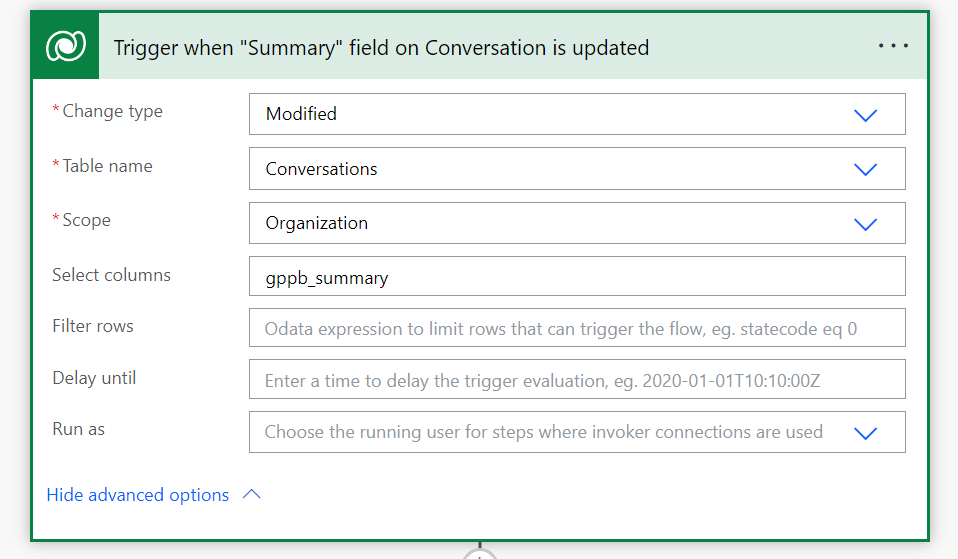 Trigger when "Summary" field on Conversation is updated
* Change type
Modified
* Table name
Conversations
* Scope
Organization
Select columns
gppb_summary
Filter rows
Odata expression to limit rows that can trigger the flow, eg. statecode eq 0
Delay until
Enter a time to delay the trigger evaluation, eg. 2020-01-01T10:10:00Z
Run as
Choose the running user for steps where invoker connections are used
Hide advanced options